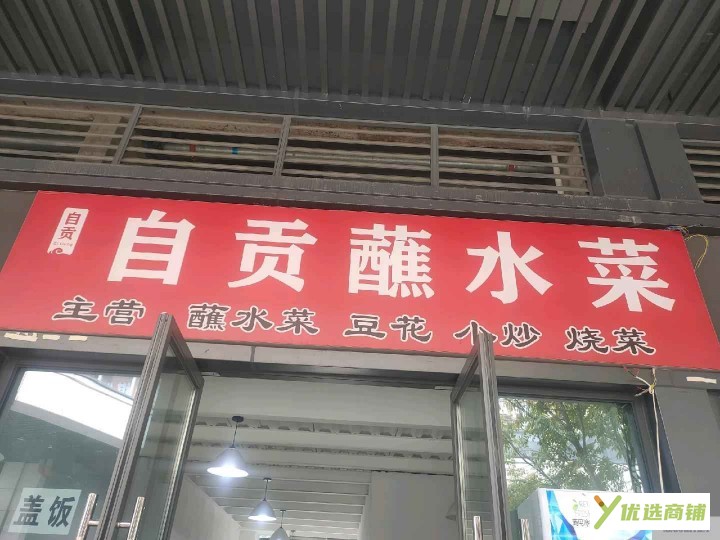 自贡
自贡蘸水菜
主营 蘸水菜 豆花 小炒 烧菜
盖饭
优选商铺